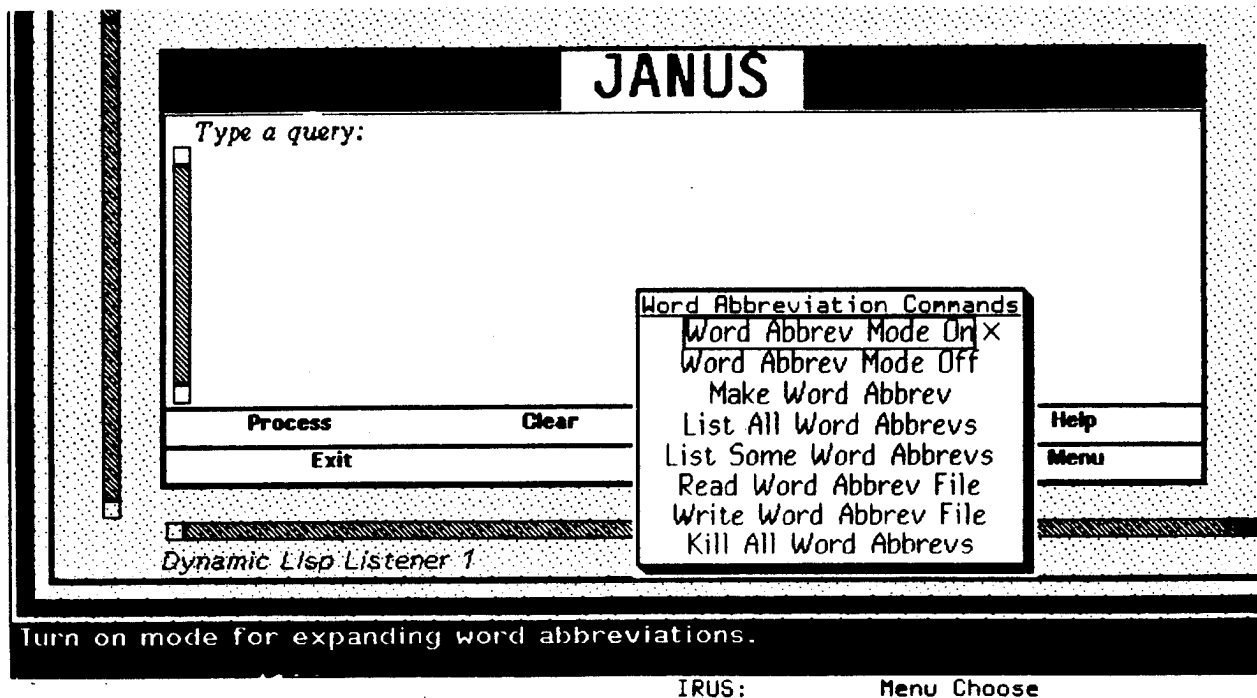 JANUS
Type a query:
Word Abbreviation Commands
Word Abbrev Mode On ×
Word Abbrev Mode Off
Make Word Abbrev
List All Word Abbrevs
List Some Word Abbrevs
Read Word Abbrev File
Write Word Abbrev File
Kill All Word Abbrevs
Process Clear Help
Exit Menu
Dynamic Lisp Listener 1
Turn on mode for expanding word abbreviations.
IRUS: Menu Choose